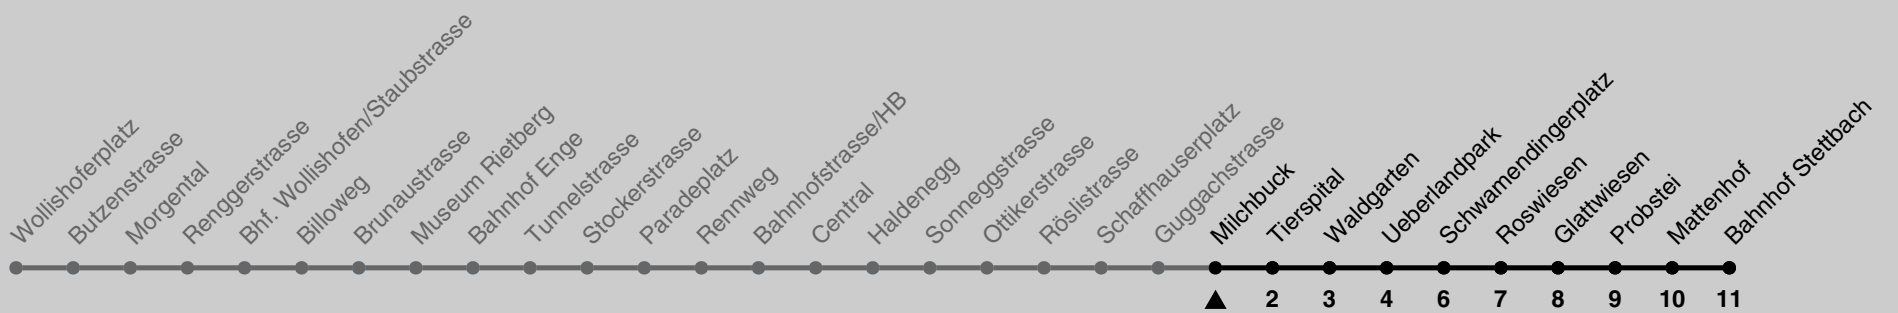 Wollishoferplatz
Butzenstrasse
Morgental
Renggerstrasse
Bhf. Wollishofen/Staubstrasse
Billoweg
Brunaustrasse
Museum Rietberg
Bahnhof Enge
Tunnelstrasse
Stockerstrasse
Paradeplatz
Rennweg
Bahnhofstrasse/HB
Central
Haldenegg
Sonneggstrasse
Ottikerstrasse
Röslistrasse
Schaffhauserplatz
Guggachstrasse
Milchbuck
Tierspital
Waldgarten
Ueberlandpark
Schwamendingerplatz
Roswiesen
Glattwiesen
Probstei
Mattenhof
Bahnhof Stettbach
2 3 4 6 7 8 9 10 11